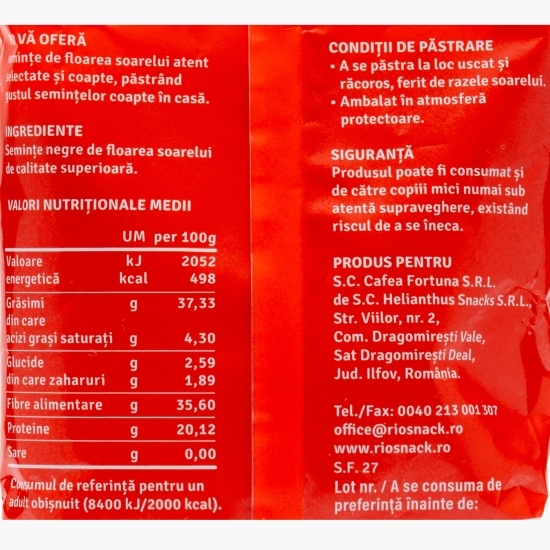 VĂ OFERĂ
de floarea soarelui atent
selectate și coapte, păstrând
gustul semințelor coapte în casă.
INGREDIENTE
Semințe negre de floarea soarelui
de calitate superioară.
VALORI NUTRIȚIONALE MEDII
UM per 100g
Valoare kJ 2052
energetică kcal 498
Grăsimi g 37,33
din care
acizi grași saturați g 4,30
Glucide g 2,59
din care zaharuri g 1,89
Fibre alimentare g 35,60
Proteine g 20,12
Sare g 0,00
Consumul de referință pentru un
adult obișnuit (8400 kJ/2000 kcal).
CONDIȚII DE PĂSTRARE
• A se păstra la loc uscat și
răcoros, ferit de razele soarelui.
• Ambalat în atmosferă
protectoare.
SIGURANȚĂ
Produsul poate fi consumat și
de către copiii mici numai sub
atentă supraveghere, existând
riscul de a se îneca.
PRODUS PENTRU
S.C. Cafea Fortuna S.R.L.
de S.C. Helianthus Snacks S.R.L.,
Str. Viilor, nr. 2,
Com. Dragomirești Vale,
Sat Dragomirești Deal,
Jud. Ilfov, România.
Tel./Fax: 0040 213 001 307
office@riosnack.ro
www.riosnack.ro
S.F. 27
Lot nr. / A se consuma de
preferință înainte de: